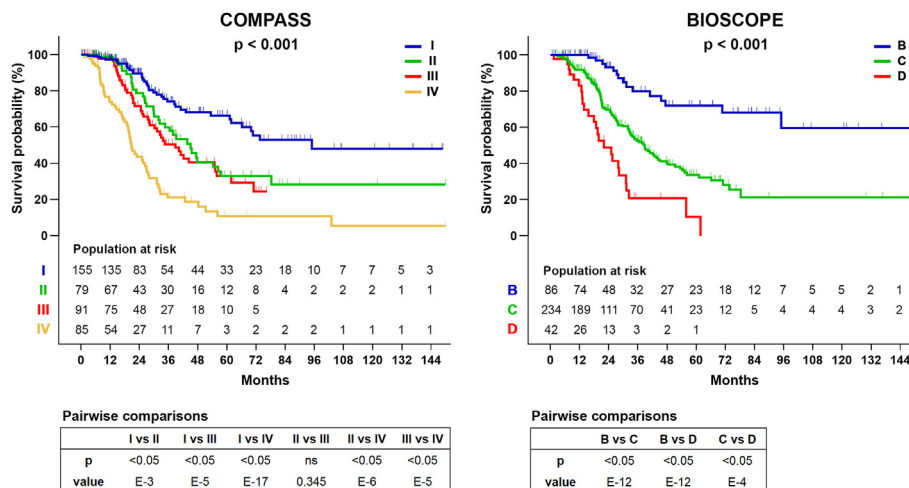 COMPASS
p < 0.001
I
II
III
IV
Survival probability (%)
100
80
60
40
20
0
Population at risk
I 155 135 83 54 44 33 23 18 10 7 7 5 3
II 79 67 43 30 16 12 8 4 2 2 2 1 1
III 91 75 48 27 18 10 5
IV 85 54 27 11 7 3 2 2 2 1 1 1 1
0 12 24 36 48 60 72 84 96 108 120 132 144
Months
Pairwise comparisons
I vs II I vs III I vs IV II vs III II vs IV III vs IV
p <0.05 <0.05 <0.05 ns <0.05 <0.05
value E-3 E-5 E-17 0.345 E-6 E-5
BIOSCOPE
p < 0.001
B
C
D
Survival probability (%)
100
80
60
40
20
0
Population at risk
B 86 74 48 32 27 23 18 12 7 5 5 2 1
C 234 189 111 70 41 23 12 5 4 4 4 3 2
D 42 26 13 3 2 1
0 12 24 36 48 60 72 84 96 108 120 132 144
Months
Pairwise comparisons
B vs C B vs D C vs D
p <0.05 <0.05 <0.05
value E-12 E-12 E-4